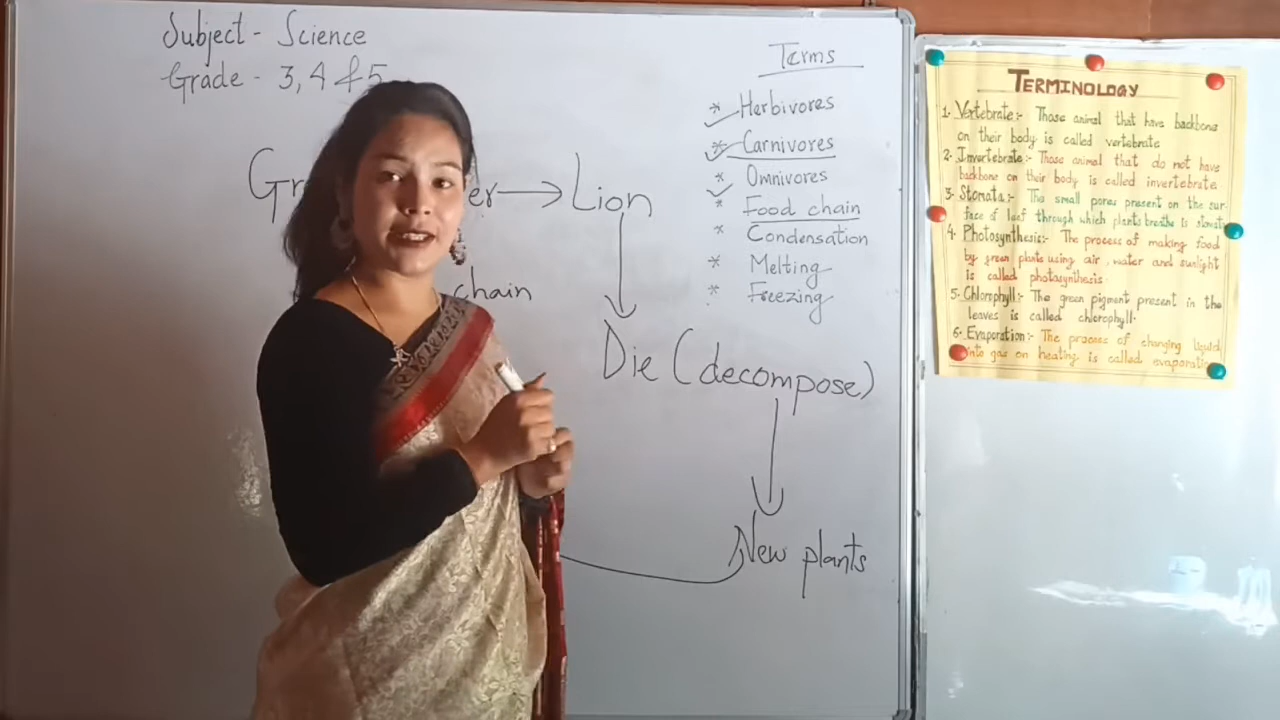 Subject - Science
Grade - 3, 4 & 5
Gr er → Lion
chain
Die (decompose)
New plants
Terms
* Herbivores
* Carnivores
* Omnivores
* Food chain
* Condensation
* Melting
* Freezing
TERMINOLOGY
1. Vertebrate:- Those animal that have backbone
on their body is called vertebrate
2. Invertebrate:- Those animal that do not have
backbone on their body is called invertebrate
3. Stomata:- The small pores present on the sur-
face of leaf through which plants breathe is stomata
4. Photosynthesis:- The process of making food
by green plants using air, water and sunlight
is called photosynthesis.
5. Chlorophyll:- The green pigment present in the
leaves is called chlorophyll.
6. Evaporation:- The process of changing liquid
into gas on heating is called evaporation